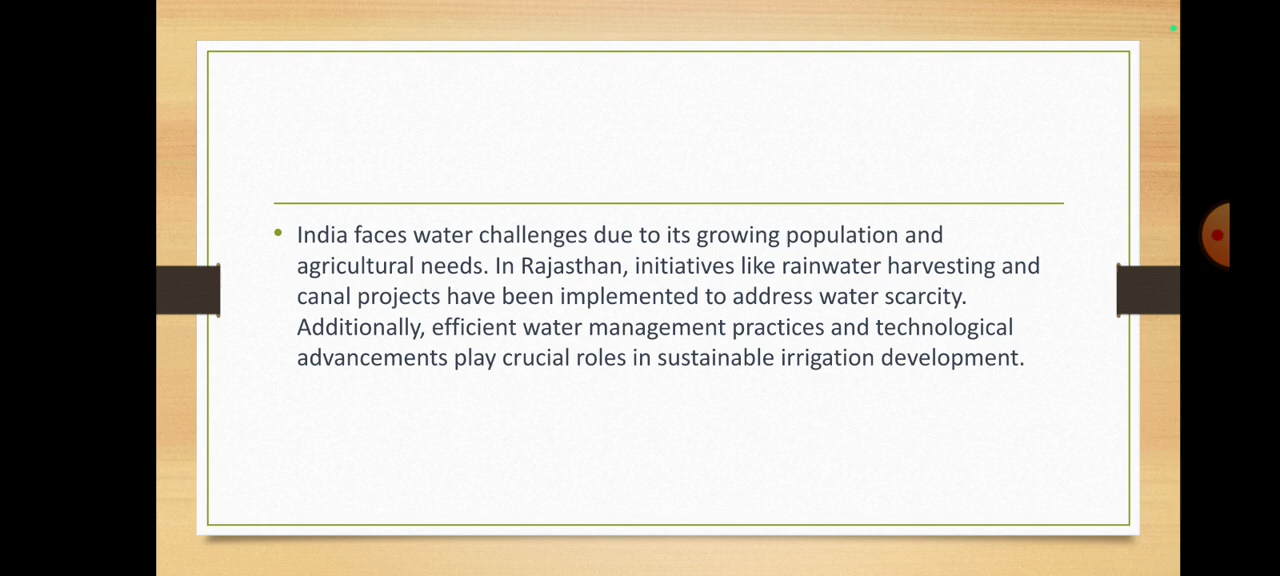 • India faces water challenges due to its growing population and
agricultural needs. In Rajasthan, initiatives like rainwater harvesting and
canal projects have been implemented to address water scarcity.
Additionally, efficient water management practices and technological
advancements play crucial roles in sustainable irrigation development.